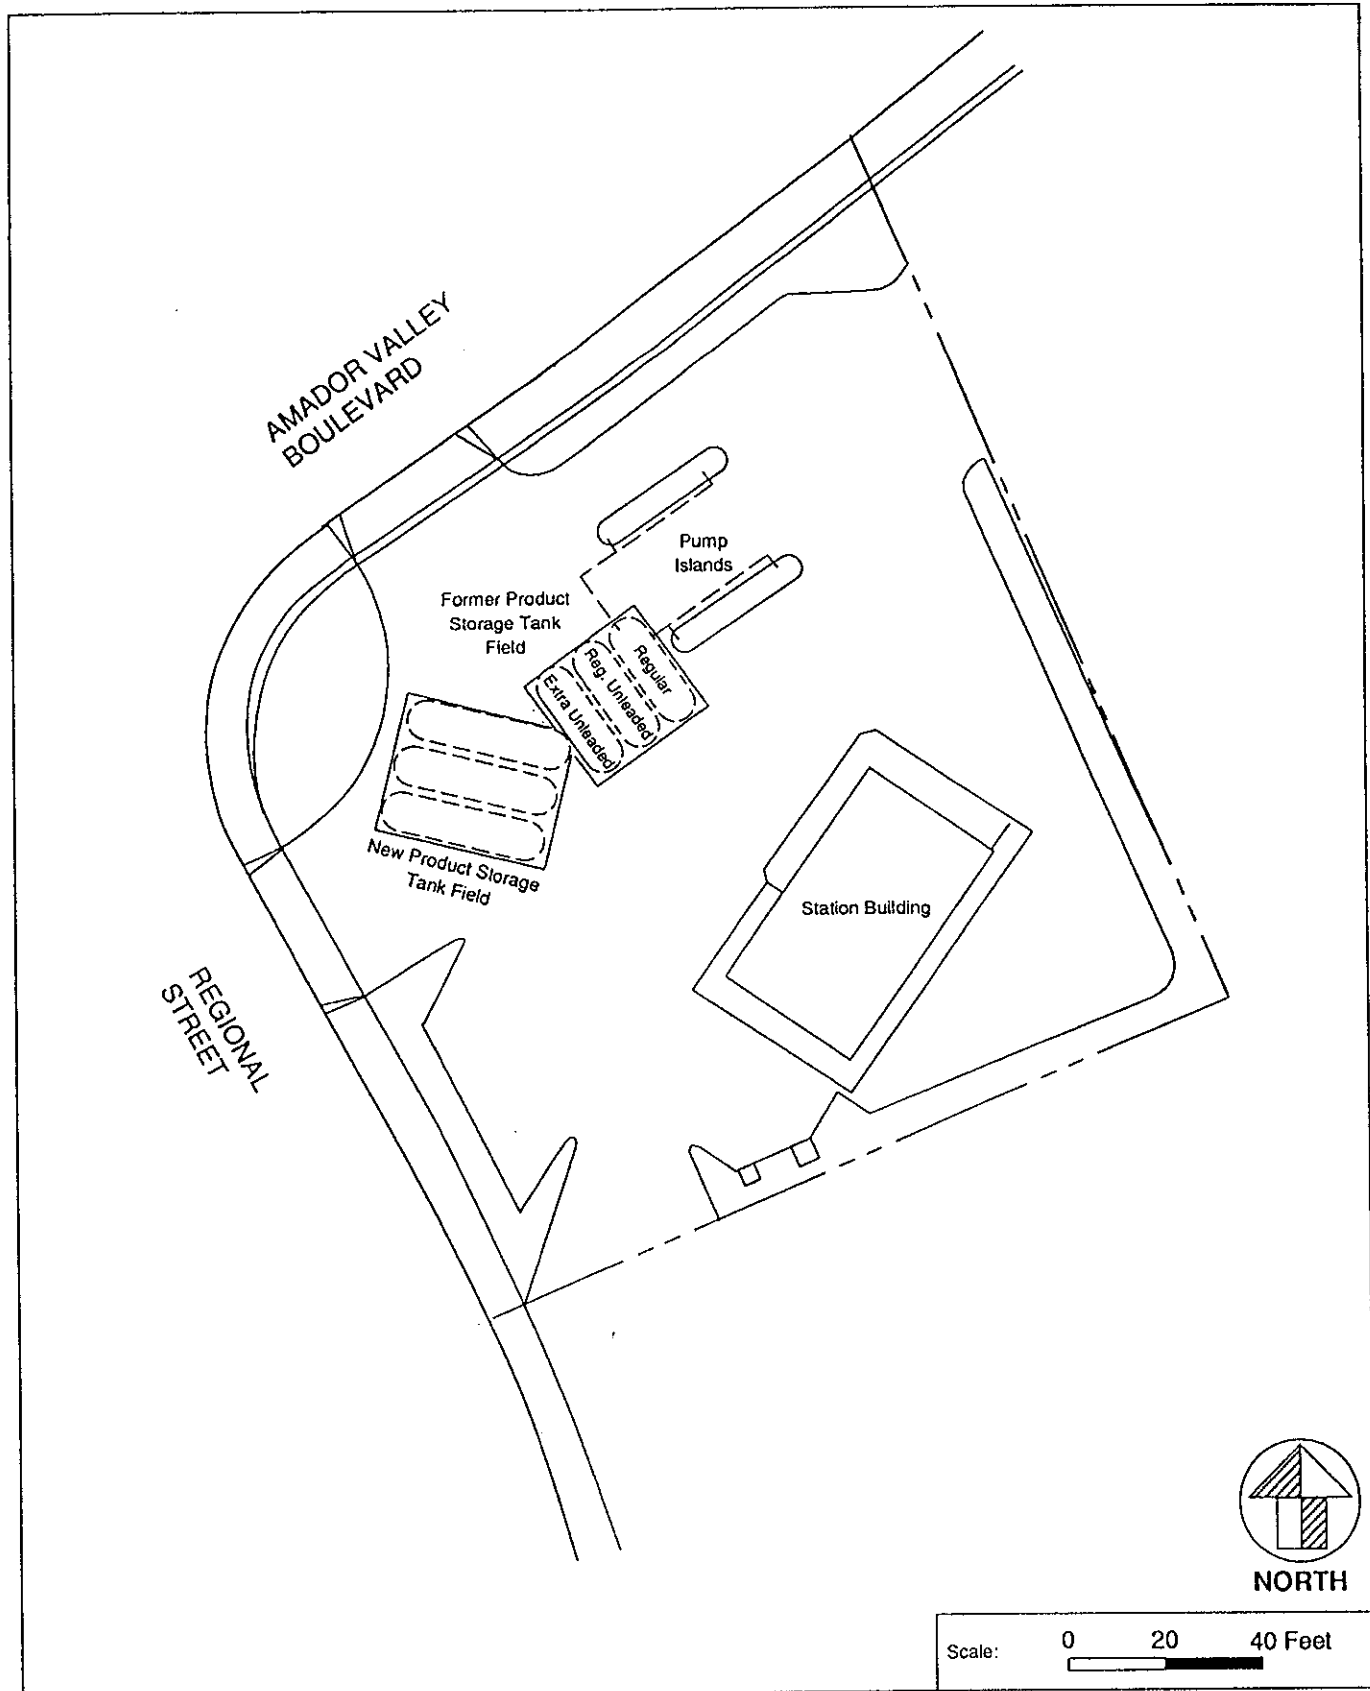 AMADOR VALLEY
BOULEVARD
Pump
Islands
Former Product
Storage Tank
Field
Regular
Reg. Unleaded
Extra Unleaded
New Product Storage
Tank Field
Station Building
REGIONAL
STREET
NORTH
Scale: 0 20 40 Feet